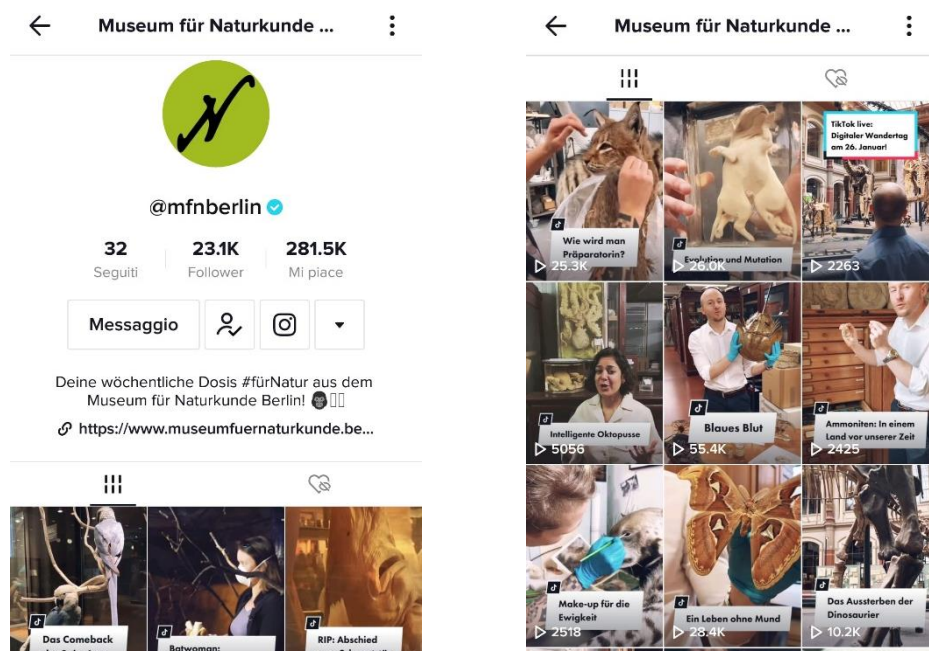 Museum für Naturkunde ...
@mfnberlin
32
23.1K
281.5K
Seguiti
Follower
Mi piace
Messaggio
Deine wöchentliche Dosis #fürNatur aus dem
Museum für Naturkunde Berlin!
https://www.museumfuernaturkunde.be...
Das Comeback
Batwoman:
RIP: Abschied
Museum für Naturkunde ...
Wie wird man
Präparatorin?
25.3K
Evolution und Mutation
26.0K
TikTok live:
Digitaler Wandertag
am 26. Januar!
2263
Intelligente Oktopusse
5056
Blaues Blut
55.4K
Ammoniten: In einem
Land vor unserer Zeit
2425
Make-up für die
Ewigkeit
2518
Ein Leben ohne Mund
28.4K
Das Aussterben der
Dinosaurier
10.2K